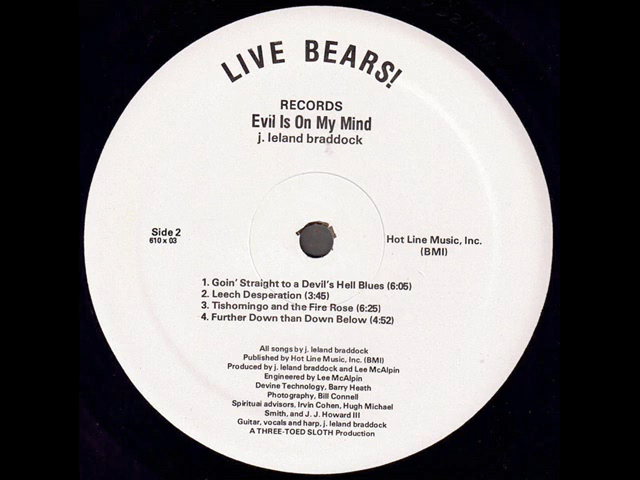 LIVE BEARS!
RECORDS
Evil Is On My Mind
j. leland braddock
Side 2
610 x 03
Hot Line Music, Inc.
(BMI)
1. Goin' Straight to a Devil's Hell Blues (6:05)
2. Leech Desperation (3:45)
3. Tishomingo and the Fire Rose (6:25)
4. Further Down than Down Below (4:52)
All songs by j. leland braddock
Published by Hot Line Music, Inc. (BMI)
Produced by j. leland braddock and Lee McAlpin
Engineered by Lee McAlpin
Devine Technology, Barry Heath
Photography, Bill Connell
Spirituai advisors, Irvin Cohen, Hugh Michael
Smith, and J. J. Howard III
Guitar, vocals and harp, j. leland braddock
A THREE-TOED SLOTH Production